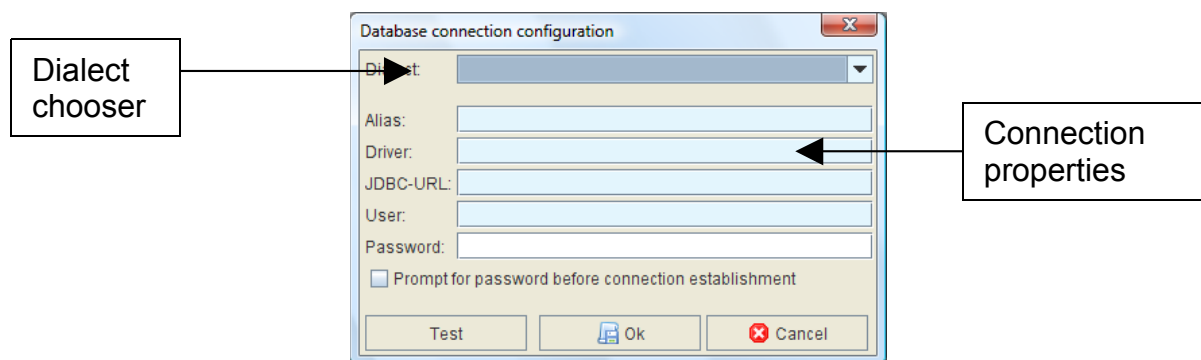 Database connection configuration
Dialect
chooser
Alias:
Driver:
Connection
properties
JDBC-URL:
User:
Password:
Prompt for password before connection establishment
Test
Ok
Cancel